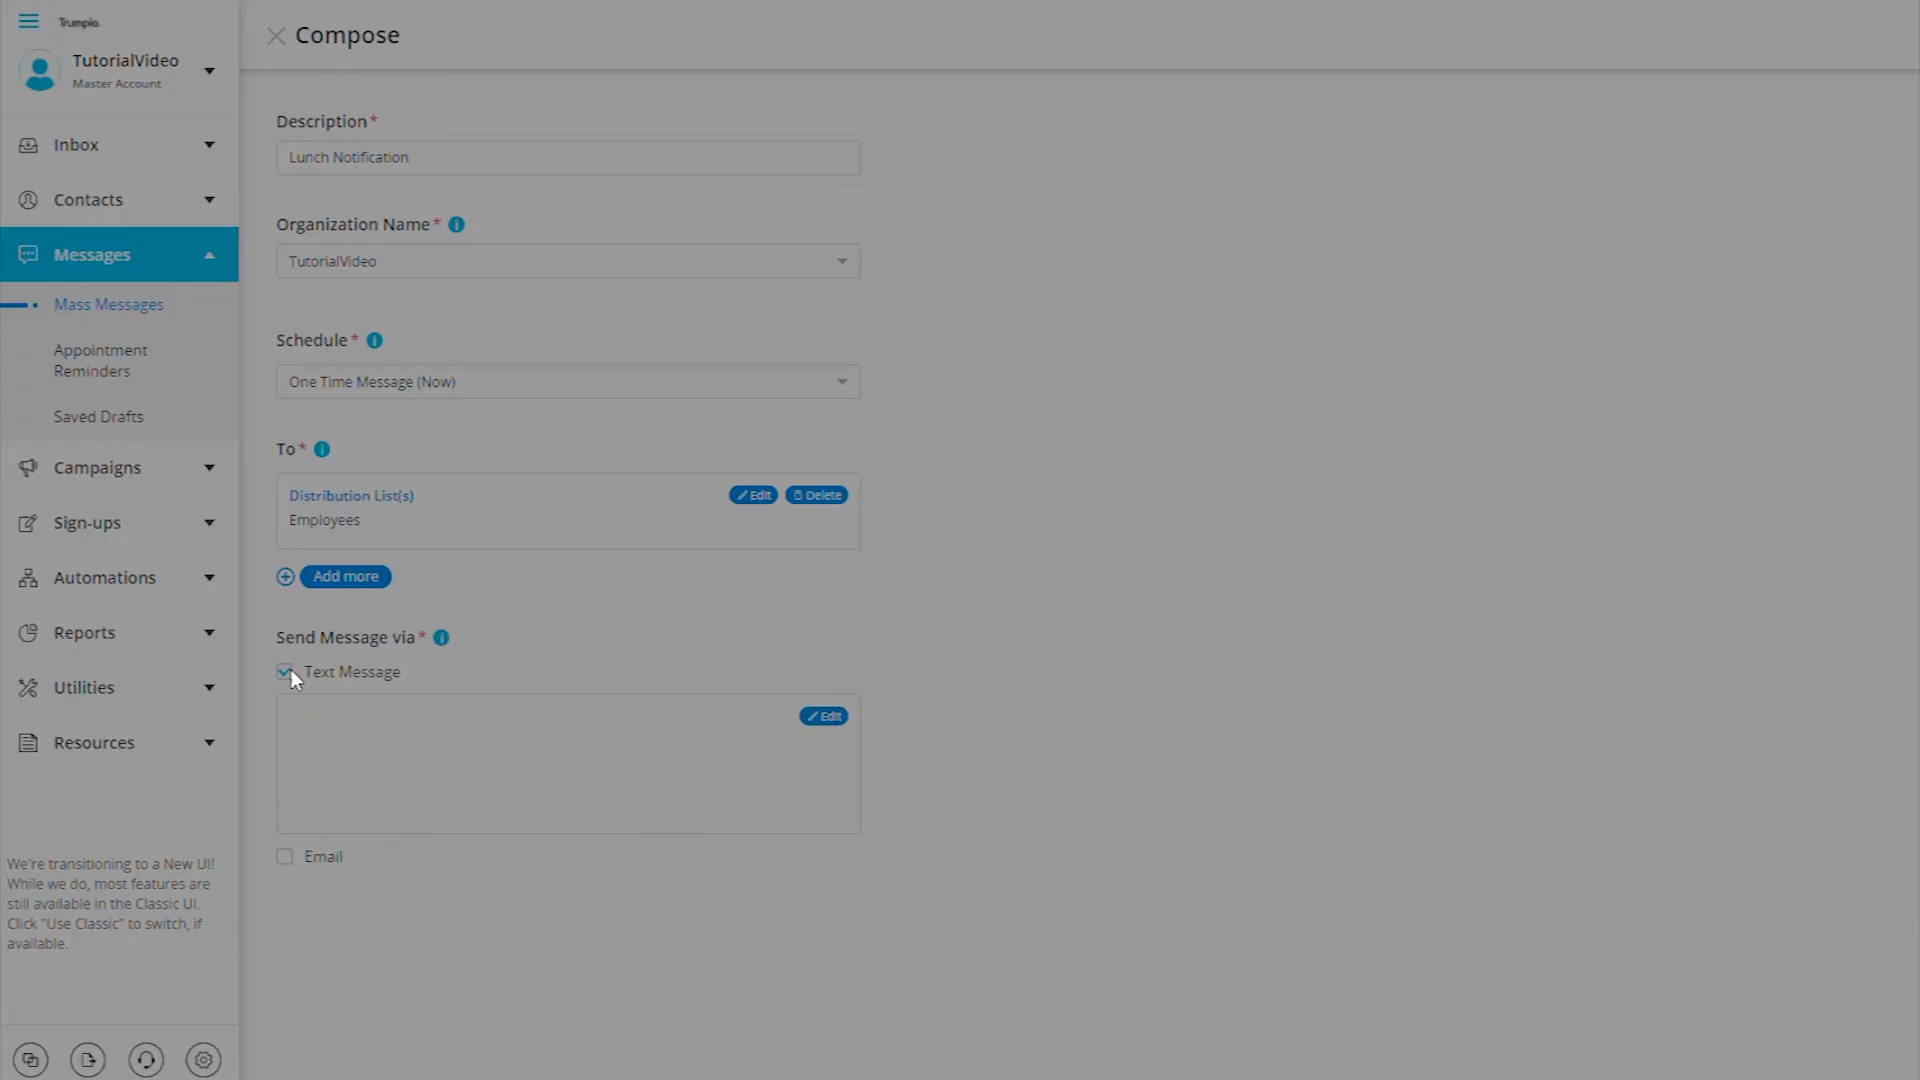 Trumpia.
TutorialVideo
Master Account
Inbox
Contacts
Messages
Mass Messages
Appointment
Reminders
Saved Drafts
Campaigns
Sign-ups
Automations
Reports
Utilities
Resources
We're transitioning to a New UI!
While we do, most features are
still available in the Classic UI.
Click "Use Classic" to switch, if
available.
Compose
Description*
Lunch Notification
Organization Name*
TutorialVideo
Schedule*
One Time Message (Now)
To*
Distribution List(s)
Edit Delete
Employees
Add more
Send Message via*
Text Message
Edit
Email